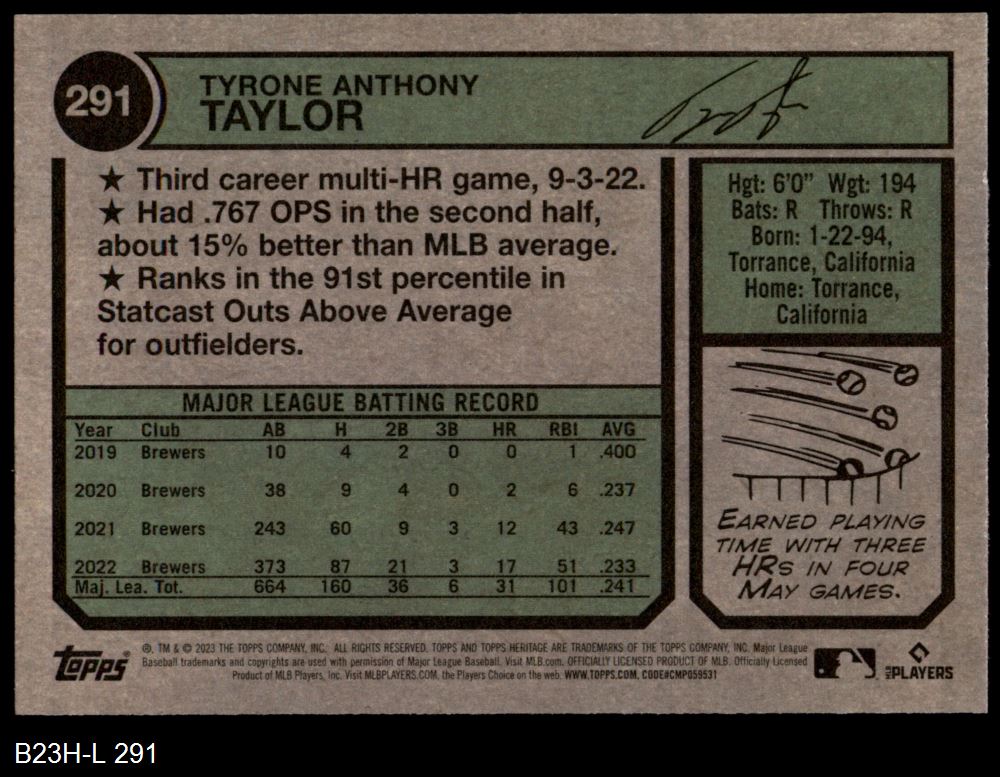 291
TYRONE ANTHONY
TAYLOR
★ Third career multi-HR game, 9-3-22.
★ Had .767 OPS in the second half,
about 15% better than MLB average.
★ Ranks in the 91st percentile in
Statcast Outs Above Average
for outfielders.
Hgt: 6'0" Wgt: 194
Bats: R Throws: R
Born: 1-22-94,
Torrance, California
Home: Torrance,
California
MAJOR LEAGUE BATTING RECORD
Year Club AB H 2B 3B HR RBI AVG
2019 Brewers 10 4 2 0 0 1 .400
2020 Brewers 38 9 4 0 2 6 .237
2021 Brewers 243 60 9 3 12 43 .247
2022 Brewers 373 87 21 3 17 51 .233
Maj. Lea. Tot. 664 160 36 6 31 101 .241
EARNED PLAYING
TIME WITH THREE
HRS IN FOUR
MAY GAMES.
Topps
®, TM & © 2023 THE TOPPS COMPANY, INC. ALL RIGHTS RESERVED. TOPPS AND TOPPS HERITAGE ARE TRADEMARKS OF THE TOPPS COMPANY, INC. Major League
Baseball trademarks and copyrights are used with permission of Major League Baseball. Visit MLB.com. OFFICIALLY LICENSED PRODUCT OF MLB. Officially Licensed
Product of MLB Players, Inc. Visit MLBPLAYERS.COM, the Players Choice on the web. WWW.TOPPS.COM. CODE#CMP059531
MLB PLAYERS
B23H-L 291